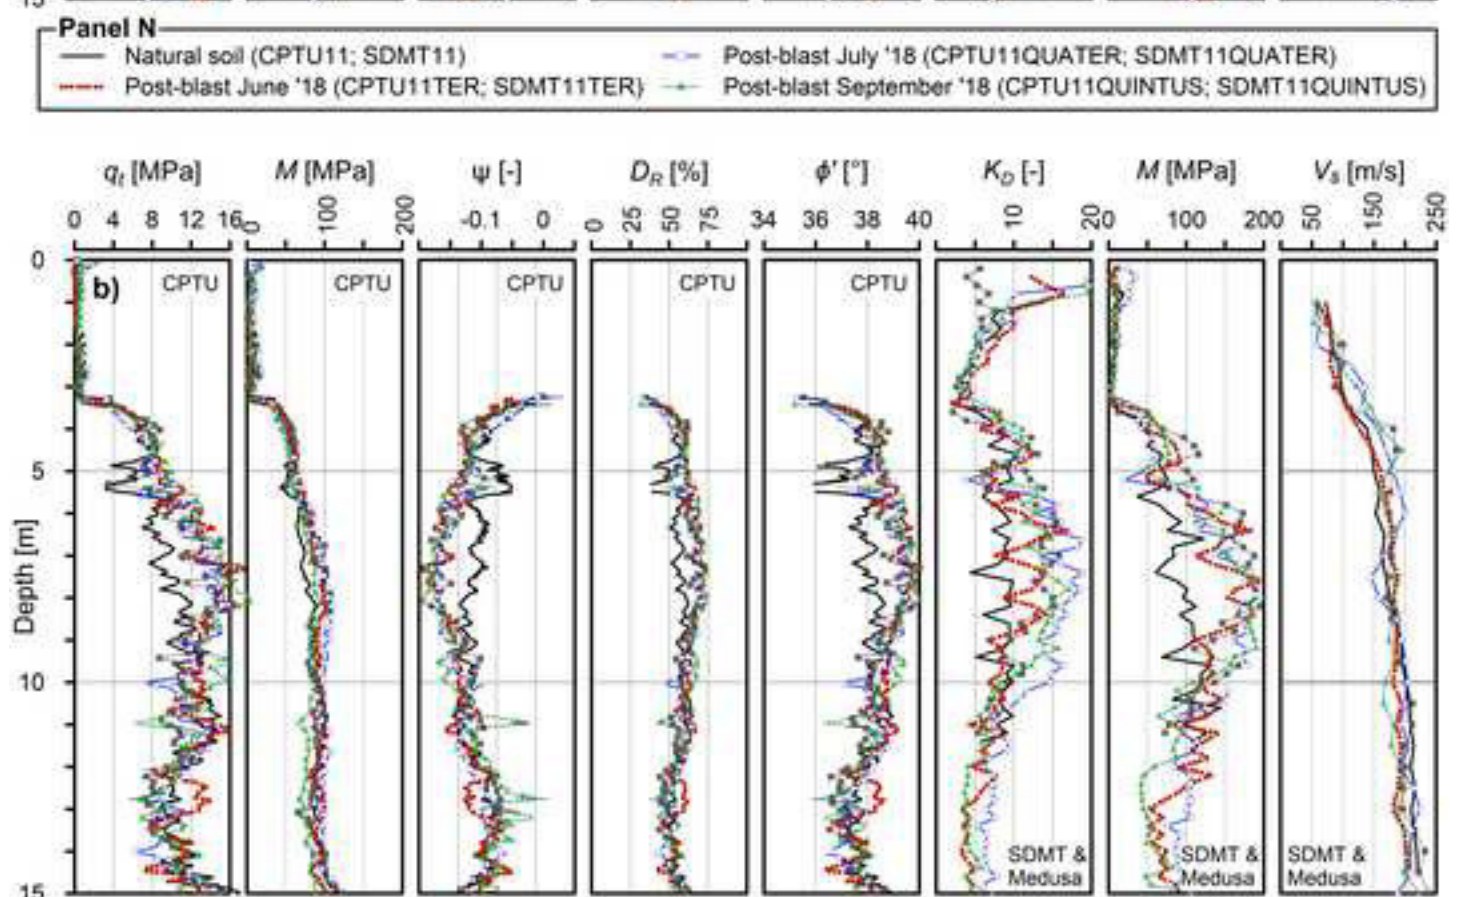 15
Panel N
Natural soil (CPTU11; SDMT11)
Post-blast July '18 (CPTU11QUATER; SDMT11QUATER)
Post-blast June '18 (CPTU11TER; SDMT11TER)
Post-blast September '18 (CPTU11QUINTUS; SDMT11QUINTUS)
qt [MPa] M [MPa] ψ [-] DR [%] ϕ' [°] KD [-] M [MPa] Vs [m/s]
0 4 8 12 16 0 100 200 -0.1 0 0 25 50 75 34 36 38 40 10 20 0 100 200 50 150 250
0
b) CPTU CPTU CPTU CPTU CPTU
5
Depth [m]
10
SDMT & Medusa
SDMT & Medusa
SDMT & Medusa
15